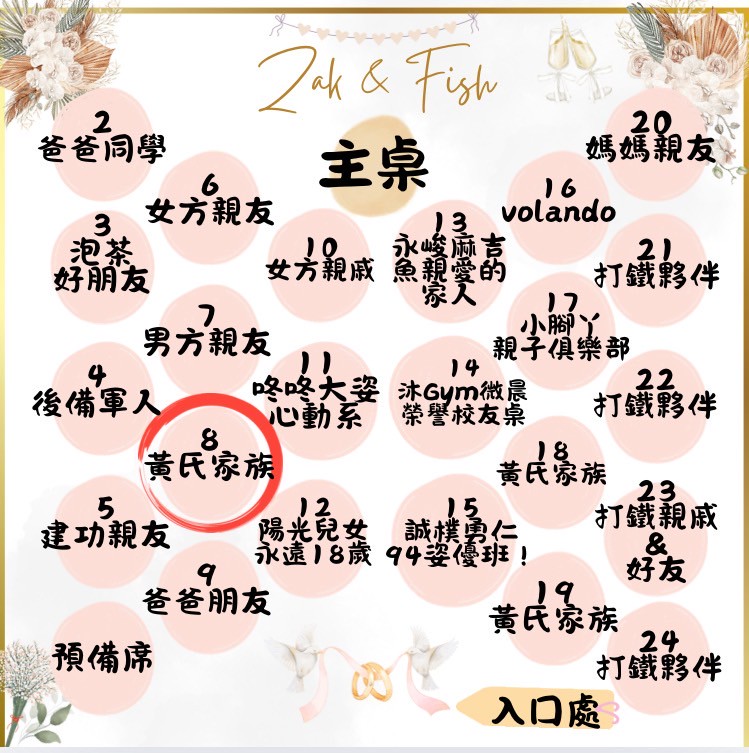 Zak & Fish
主桌
2
爸爸同學
3
泡茶
好朋友
4
後備軍人
5
建功親友
預備席
6
女方親友
7
男方親友
8
黃氏家族
9
爸爸朋友
10
女方親戚
11
咚咚大姿
心動系
12
陽光兒女
永遠18歲
13
永峻麻吉
魚親愛的
家人
14
沐Gym微晨
榮譽校友桌
15
誠樸勇仁
94姿優班！
16
volando
17
小腳丫
親子俱樂部
18
黃氏家族
19
黃氏家族
20
媽媽親友
21
打鐵夥伴
22
打鐵夥伴
23
打鐵親戚
&
好友
24
打鐵夥伴
入口處